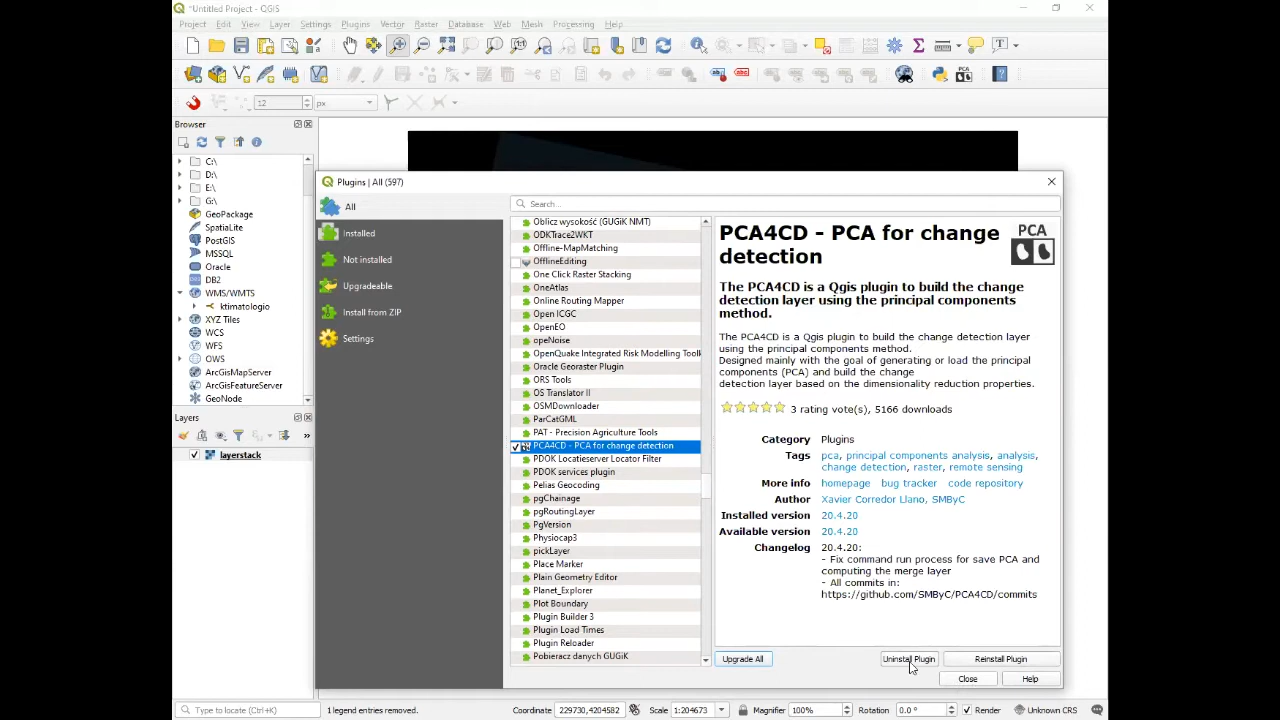 *Untitled Project - QGIS
Project Edit View Layer Settings Plugins Vector Raster Database Web Mesh Processing Help
12 px
Browser
C:\
D:\
E:\
G:\
GeoPackage
SpatiaLite
PostGIS
MSSQL
Oracle
DB2
WMS/WMTS
ktimatologio
XYZ Tiles
WCS
WFS
OWS
ArcGisMapServer
ArcGisFeatureServer
GeoNode
Layers
layerstack
Plugins | All (597)
All
Installed
Not installed
Upgradeable
Install from ZIP
Settings
Search...
Oblicz wysokość (GUGiK NMT)
ODKTrace2WKT
Offline-MapMatching
OfflineEditing
One Click Raster Stacking
OneAtlas
Online Routing Mapper
Open ICGC
OpenEO
opeNoise
OpenQuake Integrated Risk Modelling Toolk
Oracle Georaster Plugin
ORS Tools
OS Translator II
OSMDownloader
ParCatGML
PAT - Precision Agriculture Tools
PCA4CD - PCA for change detection
PDOK Locatieserver Locator Filter
PDOK services plugin
Pelias Geocoding
pgChainage
pgRoutingLayer
PgVersion
Physiocap3
pickLayer
Place Marker
Plain Geometry Editor
Planet_Explorer
Plot Boundary
Plugin Builder 3
Plugin Load Times
Plugin Reloader
Pobieracz danych GUGiK
PCA4CD - PCA for change
detection
PCA
The PCA4CD is a Qgis plugin to build the change
detection layer using the principal components
method.
The PCA4CD is a Qgis plugin to build the change detection layer
using the principal components method.
Designed mainly with the goal of generating or load the principal
components (PCA) and build the change
detection layer based on the dimensionality reduction properties.
3 rating vote(s), 5166 downloads
Category Plugins
Tags pca, principal components analysis, analysis,
change detection, raster, remote sensing
More info homepage bug tracker code repository
Author Xavier Corredor Llano, SMByC
Installed version 20.4.20
Available version 20.4.20
Changelog 20.4.20:
- Fix command run process for save PCA and
computing the merge layer
- All commits in:
https://github.com/SMByC/PCA4CD/commits
Upgrade All Uninstall Plugin Reinstall Plugin
Close Help
Type to locate (Ctrl+K) 1 legend entries removed. Coordinate 229730,4204582 Scale 1:204673 Magnifier 100% Rotation 0.0 ° Render Unknown CRS